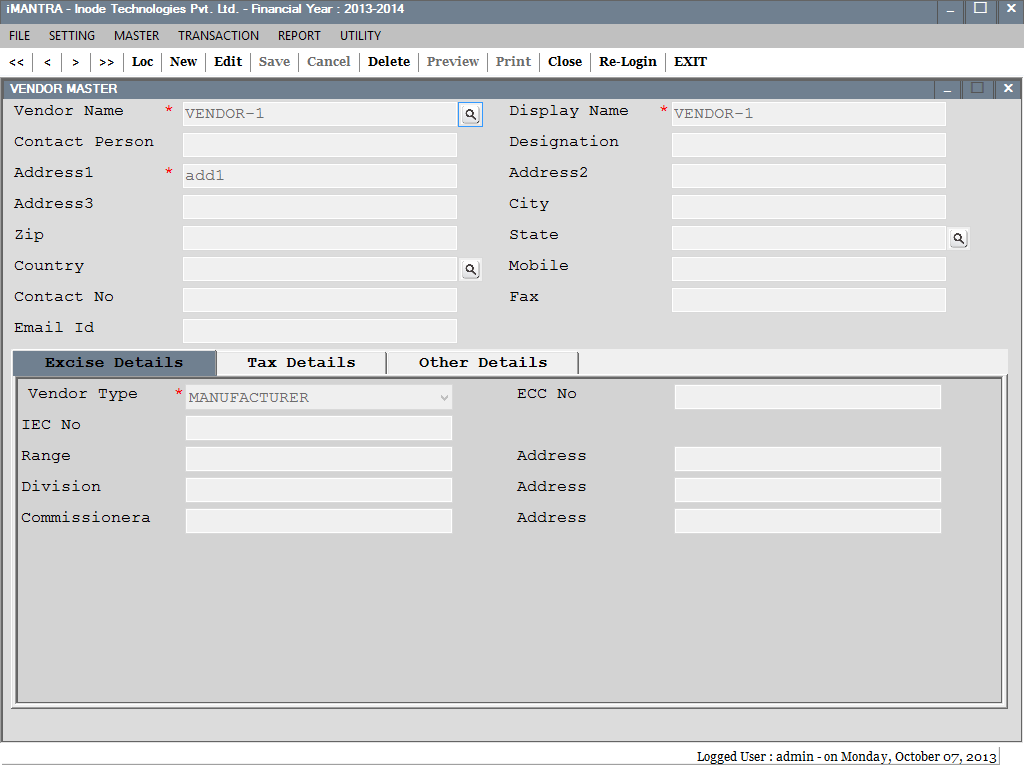 iMANTRA - Inode Technologies Pvt. Ltd. - Financial Year : 2013-2014
FILE SETTING MASTER TRANSACTION REPORT UTILITY
<< < > >> Loc New Edit Save Cancel Delete Preview Print Close Re-Login EXIT
VENDOR MASTER
Vendor Name * VENDOR-1 Display Name * VENDOR-1
Contact Person Designation
Address1 * add1 Address2
Address3 City
Zip State
Country Mobile
Contact No Fax
Email Id
Excise Details Tax Details Other Details
Vendor Type * MANUFACTURER ECC No
IEC No
Range Address
Division Address
Commissionera Address
Logged User : admin - on Monday, October 07, 2013